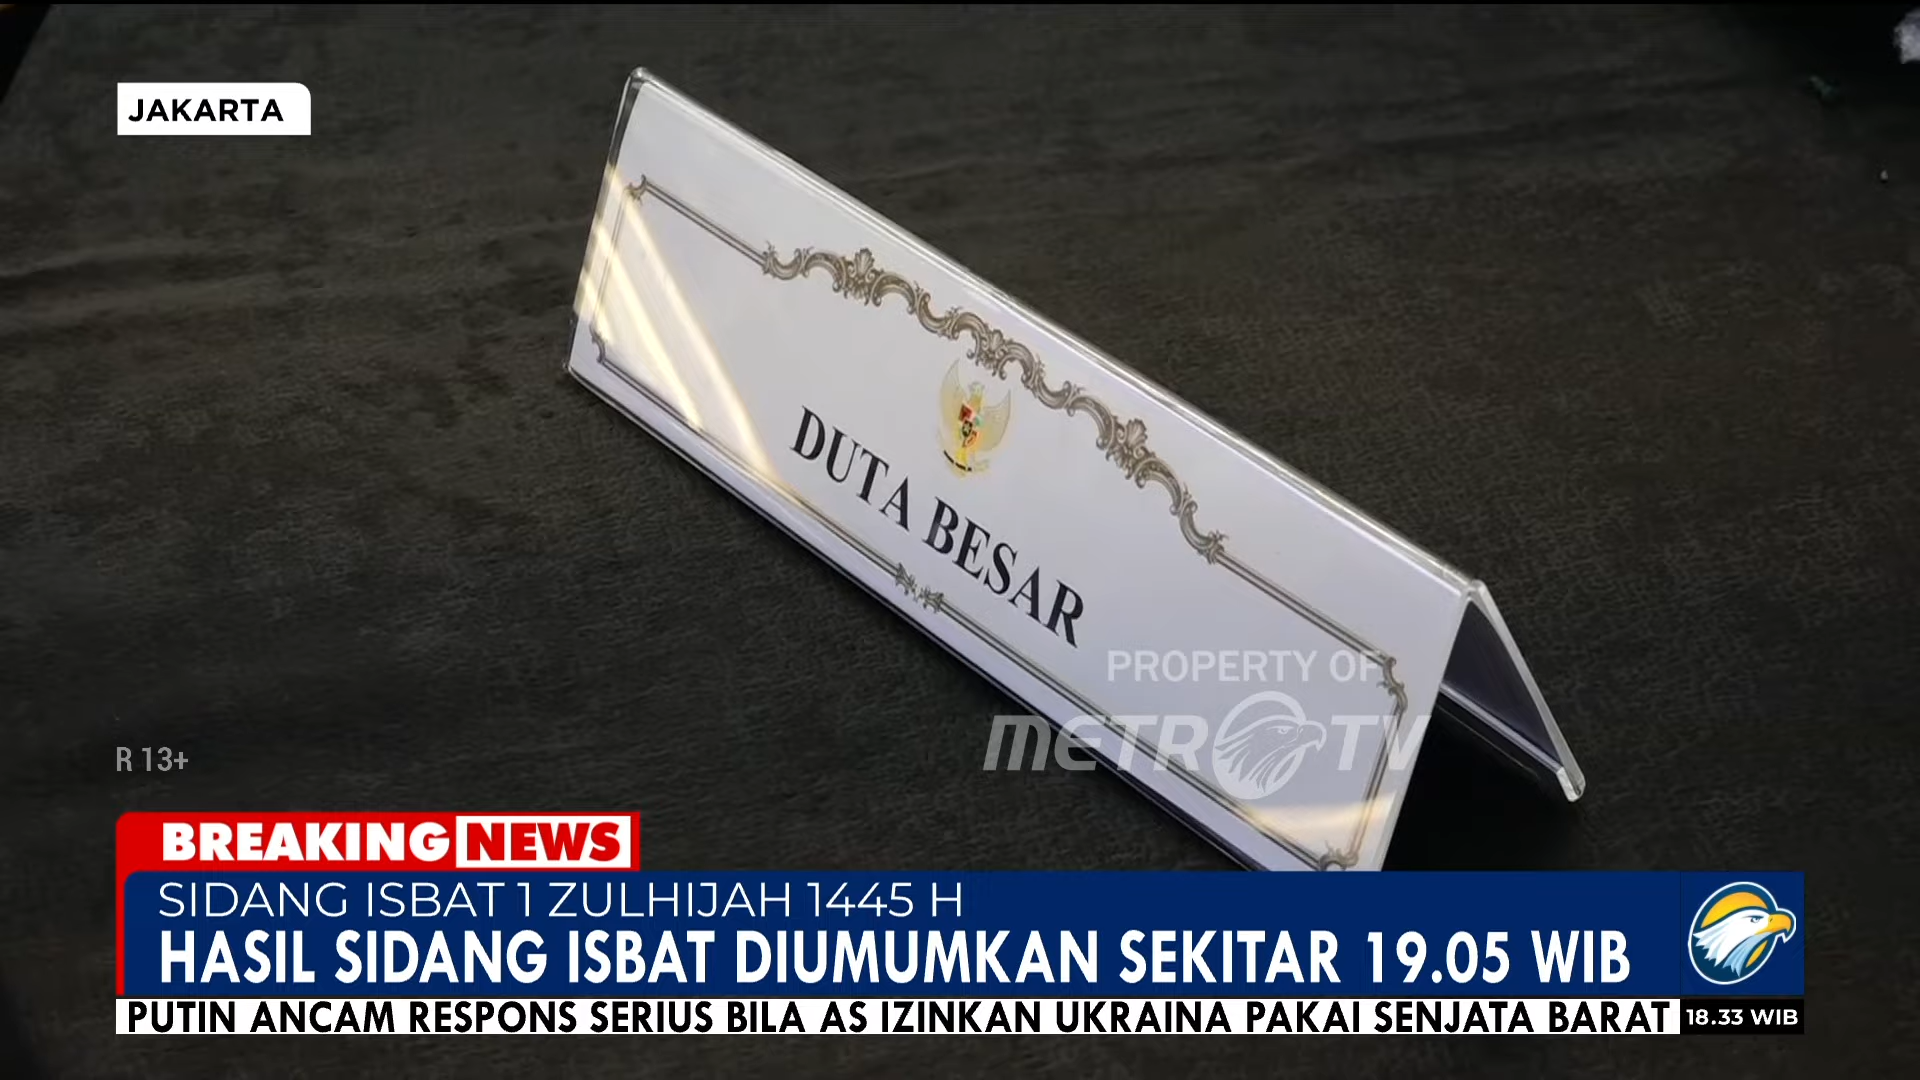 JAKARTA
DUTA BESAR
PROPERTY OF
METRO TV
R 13+
BREAKING NEWS
SIDANG ISBAT 1 ZULHIJAH 1445 H
HASIL SIDANG ISBAT DIUMUMKAN SEKITAR 19.05 WIB
PUTIN ANCAM RESPONS SERIUS BILA AS IZINKAN UKRAINA PAKAI SENJATA BARAT
18.33 WIB